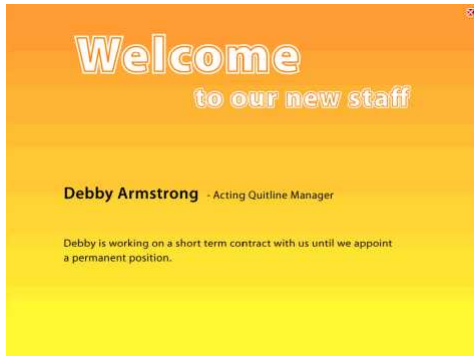 Welcome
to our new staff
Debby Armstrong - Acting Quitline Manager
Debby is working on a short term contract with us until we appoint
a permanent position.